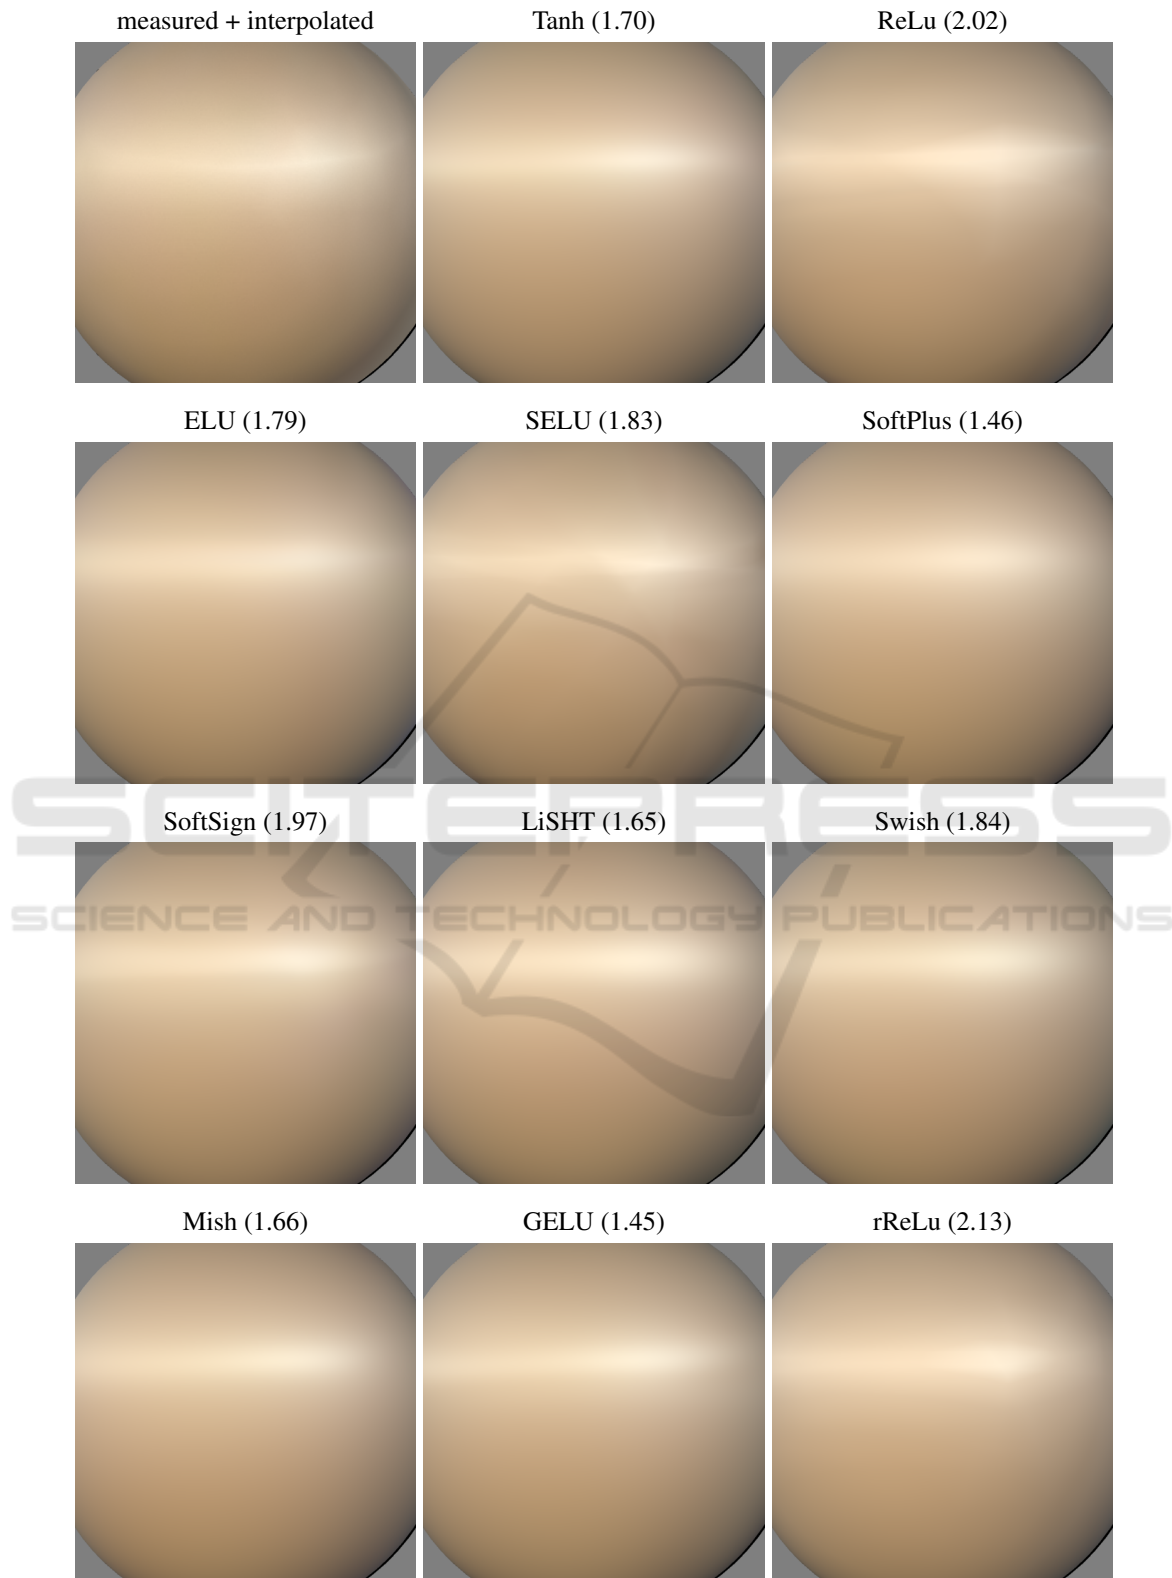 measured + interpolated
Tanh (1.70)
ReLu (2.02)
ELU (1.79)
SELU (1.83)
SoftPlus (1.46)
SCITEPRESS
SoftSign (1.97)
LiSHT (1.65)
Swish (1.84)
SCIENCE AND TECHNOLOGY PUBLICATIONS
Mish (1.66)
GELU (1.45)
rReLu (2.13)